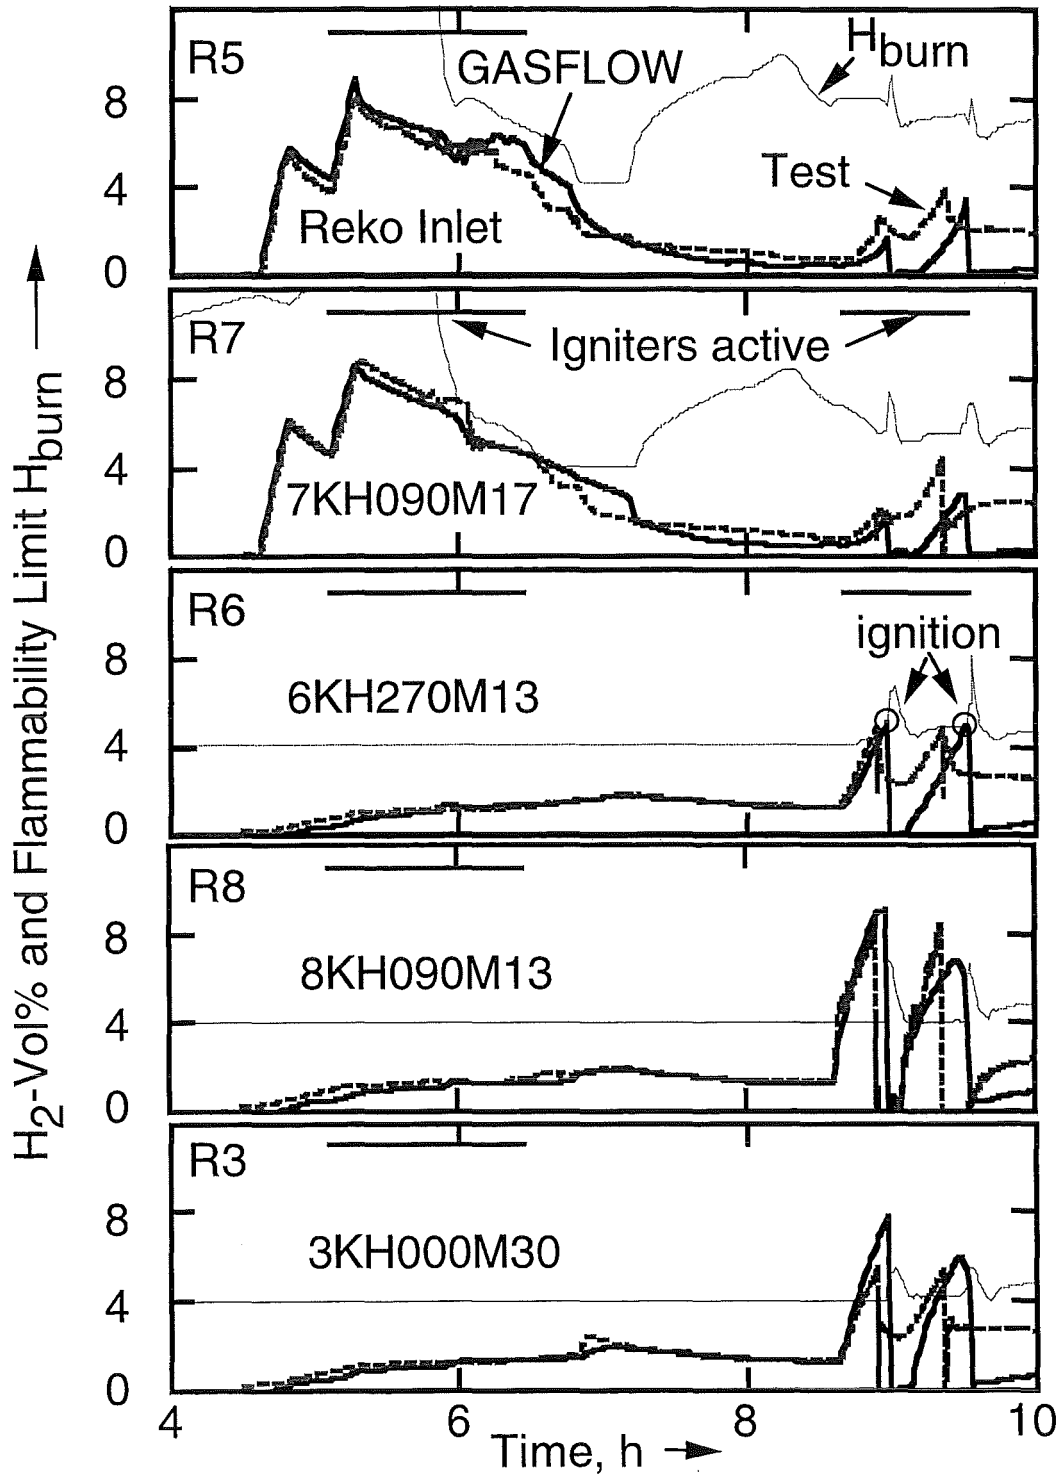 R5
GASFLOW
Hburn
8
Test
4
Reko Inlet
0
R7
Igniters active
8
4
7KH090M17
0
R6
ignition
8
6KH270M13
4
0
R8
8
8KH090M13
4
0
R3
8
3KH000M30
4
0
4 6 8 10
Time, h
H2-Vol% and Flammability Limit Hburn